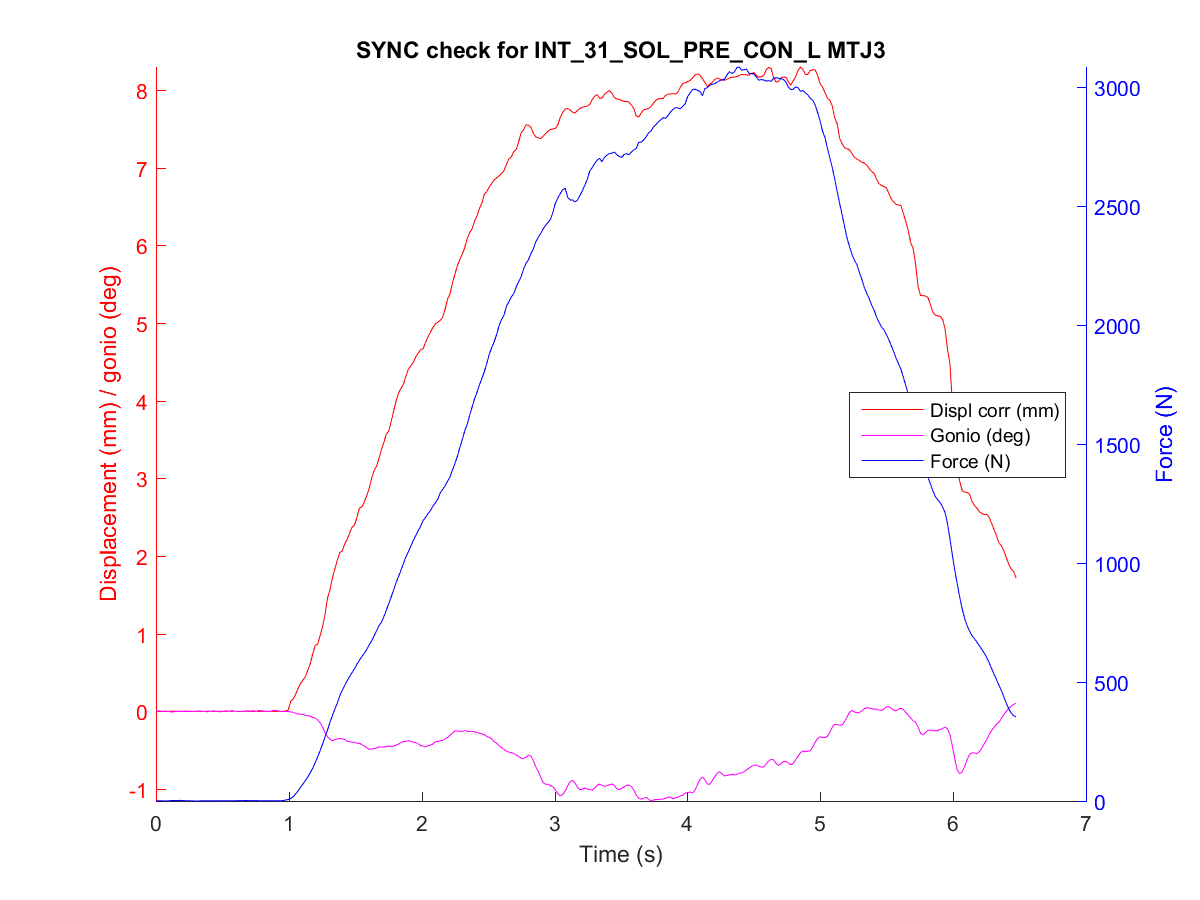 SYNC check for INT_31_SOL_PRE_CON_L MTJ3
Displacement (mm) / gonio (deg)
8
7
6
5
4
3
2
1
0
-1
3000
2500
2000
1500
1000
500
0
Force (N)
Displ corr (mm)
Gonio (deg)
Force (N)
0 1 2 3 4 5 6 7
Time (s)